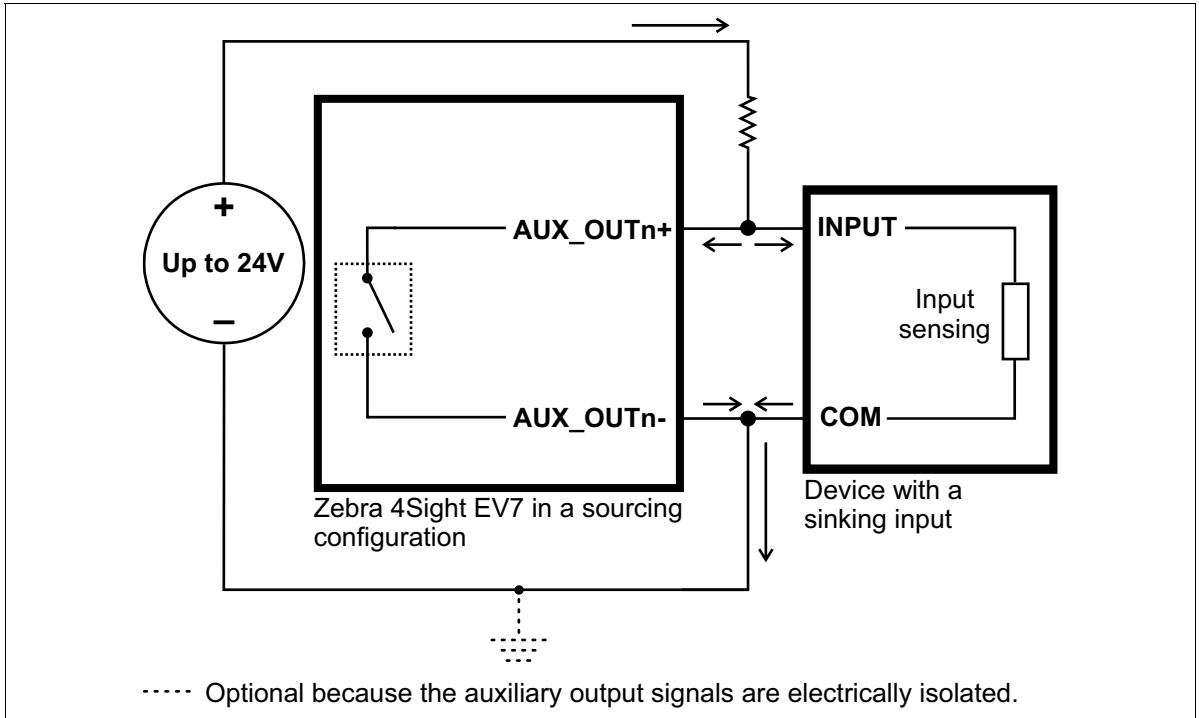 +
Up to 24V
–
AUX_OUTn+
AUX_OUTn-
INPUT
Input
sensing
COM
Zebra 4Sight EV7 in a sourcing
configuration
Device with a
sinking input
Optional because the auxiliary output signals are electrically isolated.